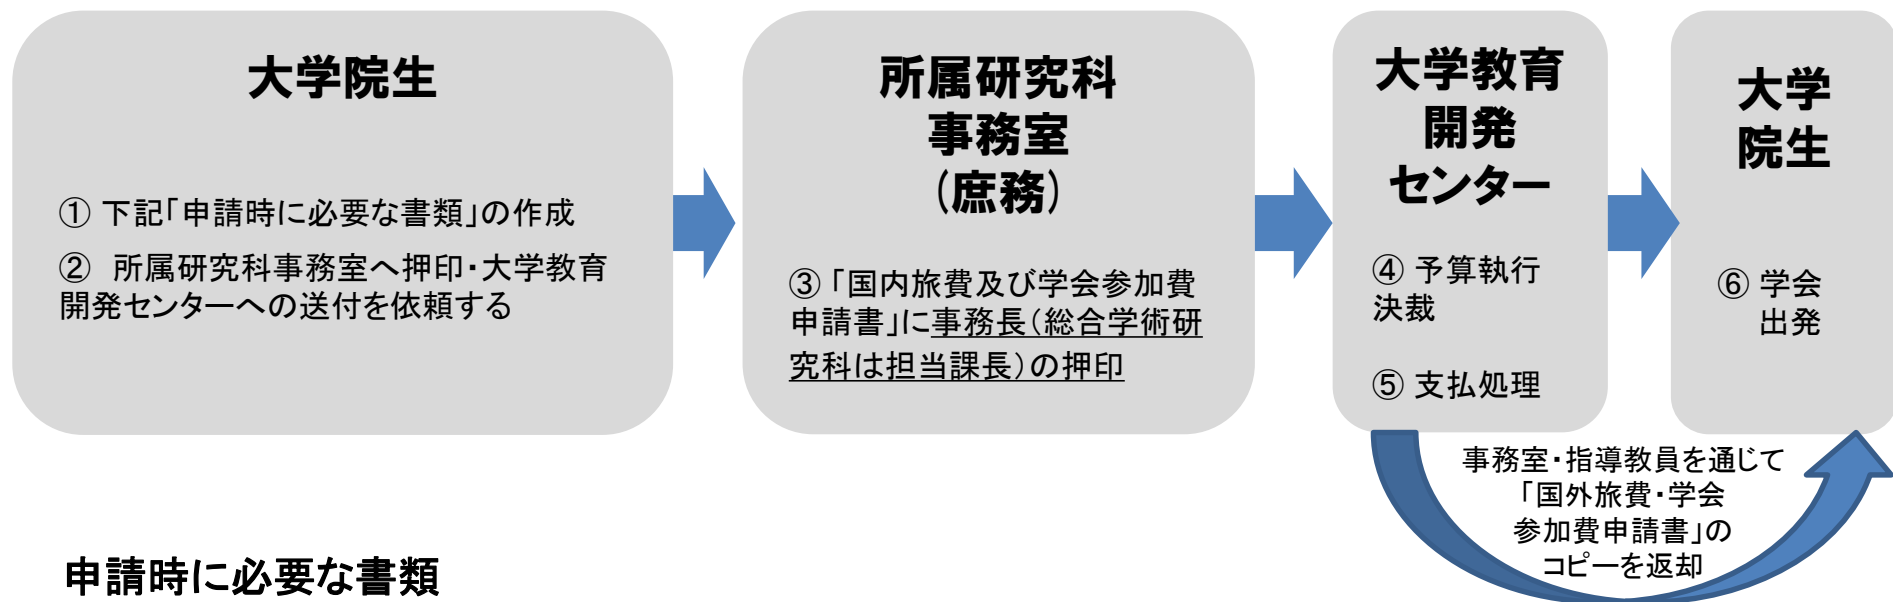 大学院生
① 下記「申請時に必要な書類」の作成
② 所属研究科事務室へ押印・大学教育
開発センターへの送付を依頼する
所属研究科
事務室
(庶務)
③ 「国内旅費及び学会参加費
申請書」に事務長(総合学術研
究科は担当課長)の押印
大学教育
開発
センター
④ 予算執行
決裁
⑤ 支払処理
大学
院生
⑥ 学会
出発
事務室・指導教員を通じて
「国外旅費・学会
参加費申請書」の
コピーを返却
申請時に必要な書類